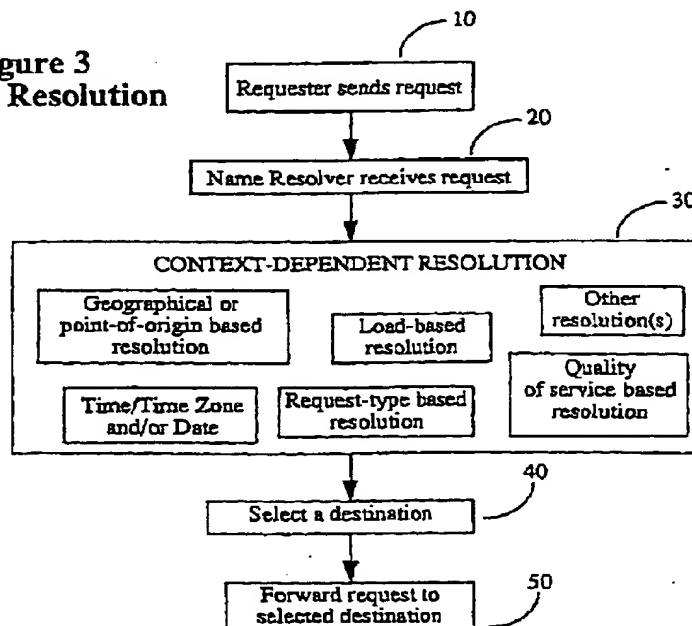 gure 3
Resolution
10
Requester sends request
20
Name Resolver receives request
30
CONTEXT-DEPENDENT RESOLUTION
Geographical or
point-of-origin based
resolution
Load-based
resolution
Other
resolution(s)
Time/Time Zone
and/or Date
Request-type based
resolution
Quality
of service based
resolution
40
Select a destination
50
Forward request to
selected destination